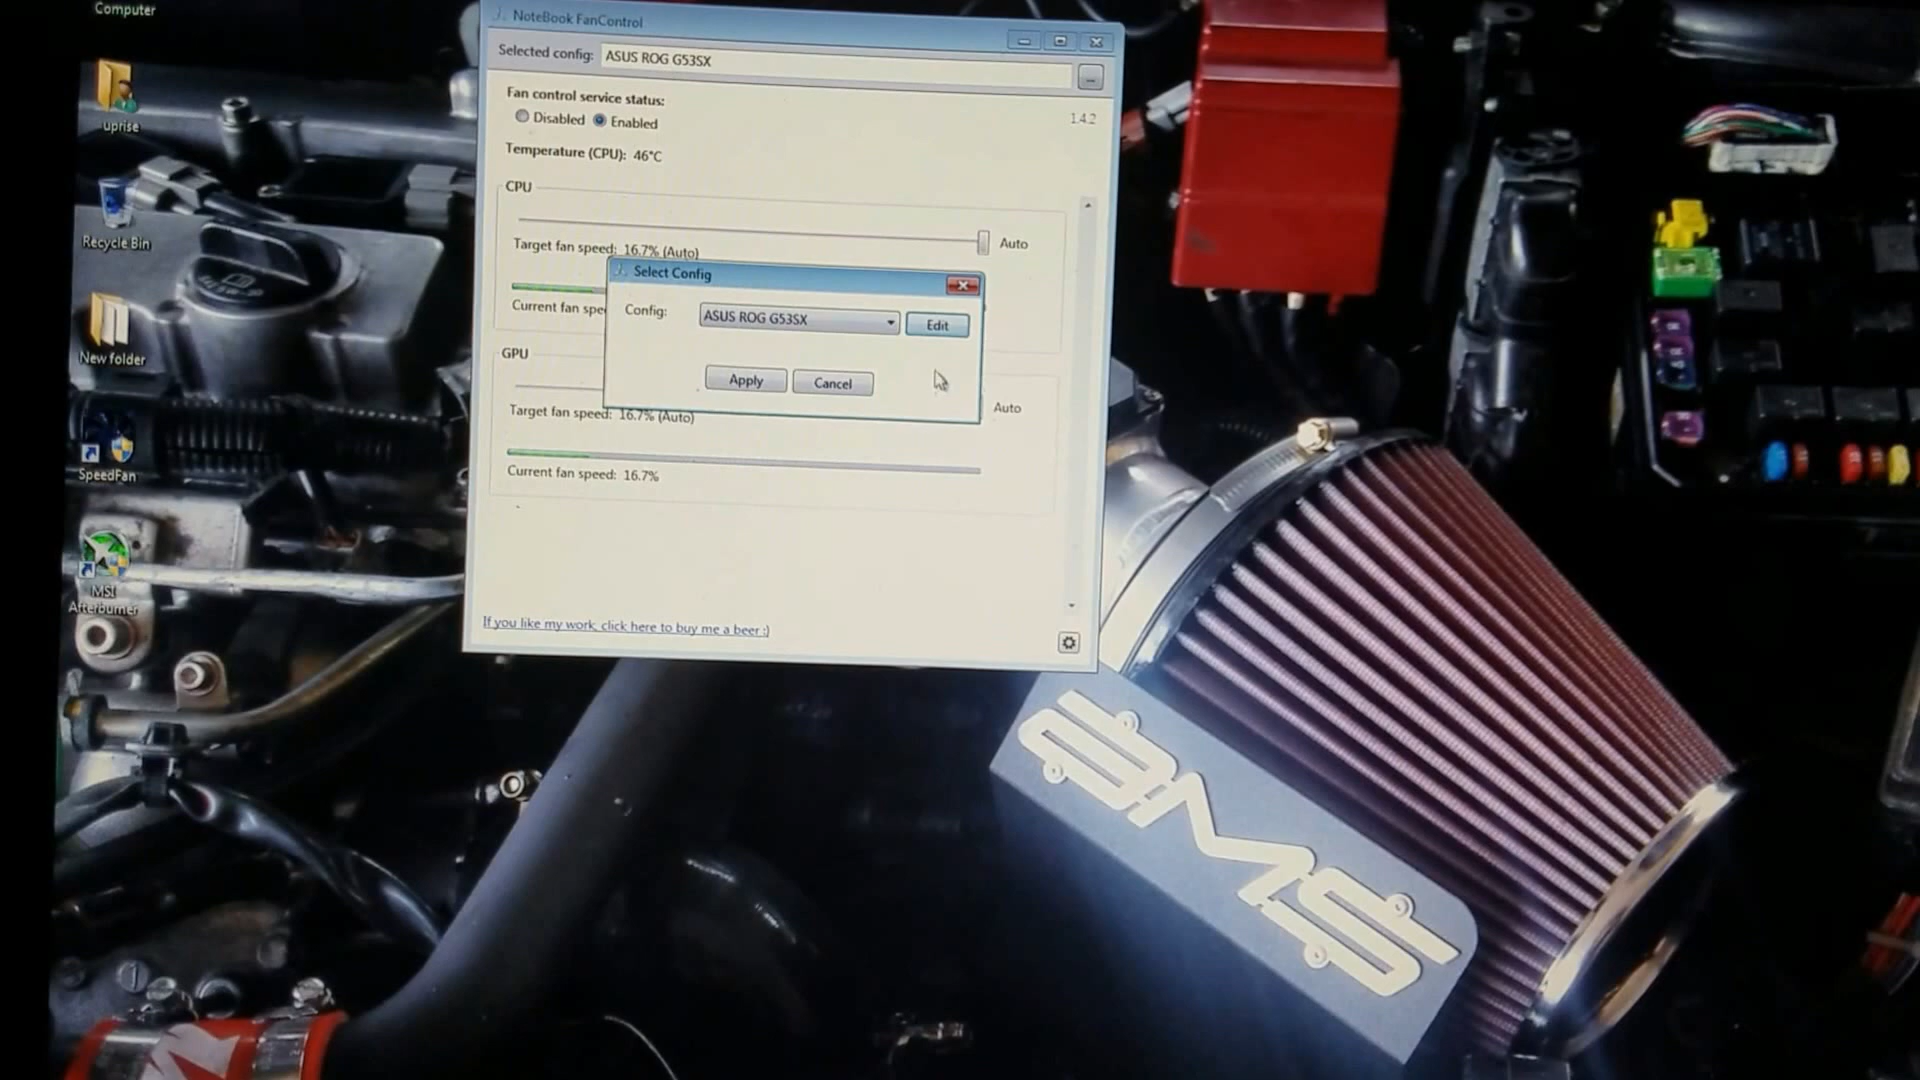 Computer
uprise
Recycle Bin
New folder
SpeedFan
MSI
Afterburner
NoteBook FanControl
Selected config: ASUS ROG G53SX
...
Fan control service status:
Disabled Enabled
1.4.2
Temperature (CPU): 46°C
CPU
Auto
Target fan speed: 16.7% (Auto)
Current fan spe
Select Config
Config: ASUS ROG G53SX Edit
Apply Cancel
GPU
Auto
Target fan speed: 16.7% (Auto)
Current fan speed: 16.7%
If you like my work, click here to buy me a beer :)
AMS